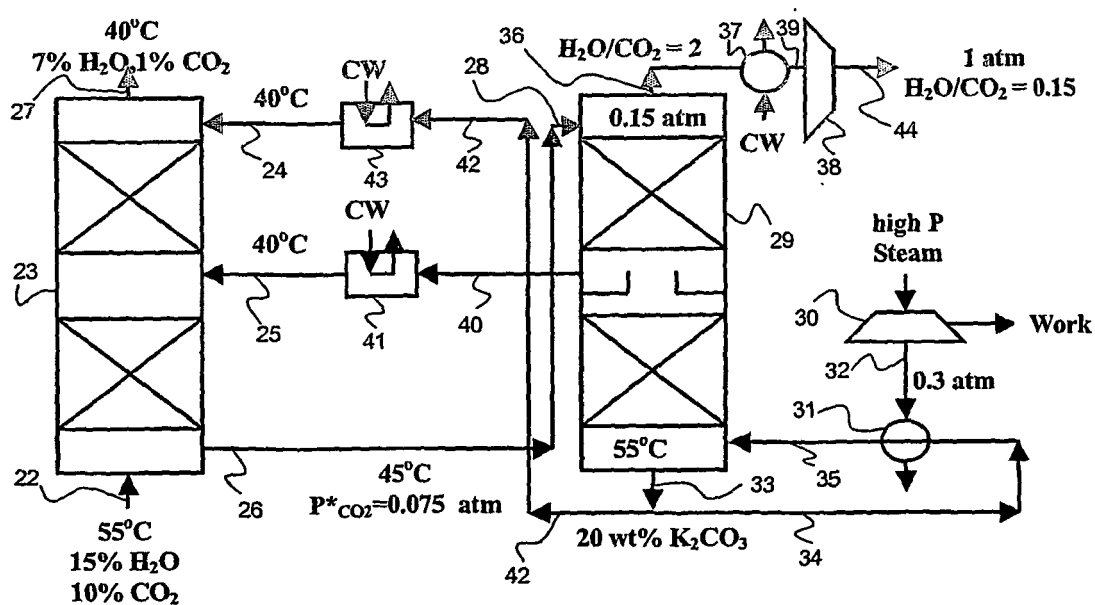 40°C
7% H₂O,1% CO₂
27
CW
40°C
24
43
42
28
36
H₂O/CO₂ = 2
37
39
0.15 atm
CW
38
44
1 atm
H₂O/CO₂ = 0.15
29
CW
23
40°C
25
41
40
high P
Steam
30
Work
32
0.3 atm
31
55°C
35
22
26
45°C
P*CO₂=0.075 atm
33
55°C
15% H₂O
10% CO₂
42
20 wt% K₂CO₃
34